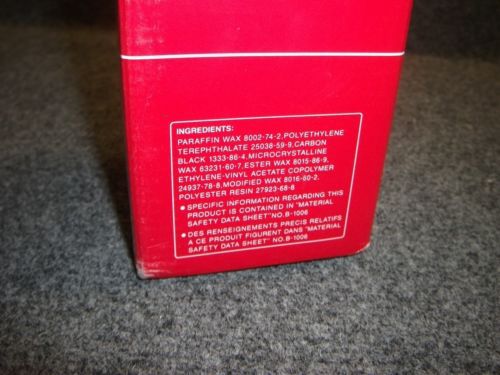 INGREDIENTS:
PARAFFIN WAX 8002-74-2, POLYETHYLENE
TEREPHTHALATE 25038-59-9, CARBON
BLACK 1333-86-4, MICROCRYSTALLINE
WAX 63231-60-7, ESTER WAX 8015-86-9,
ETHYLENE-VINYL ACETATE COPOLYMER
24937-78-8, MODIFIED WAX 8016-60-2,
POLYESTER RESIN 27923-68-8
● SPECIFIC INFORMATION REGARDING THIS
PRODUCT IS CONTAINED IN "MATERIAL
SAFETY DATA SHEET" NO. B-1006
● DES RENSEIGNEMENTS PRECIS RELATIFS
A CE PRODUIT FIGURENT DANS "MATERIAL
SAFETY DATA SHEET" NO. B-1006